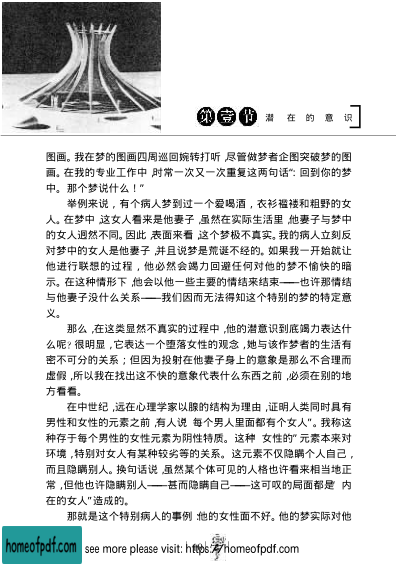 第壹节 潜在的意识
图画。我在梦的图画四周巡回婉转打听,尽管做梦者企图突破梦的图
画。在我的专业工作中,时常一次又一次重复这两句话“:回到你的梦
中。那个梦说什么！”
举例来说,有个病人梦到过一个爱喝酒,衣衫褴褛和粗野的女
人。在梦中,这女人看来是他妻子,虽然在实际生活里,他妻子与梦中
的女人迥然不同。因此,表面来看,这个梦极不真实。我的病人立刻反
对梦中的女人是他妻子,并且说梦是荒诞不经的。如果我一开始就让
他进行联想的过程,他必然会竭力回避任何对他的梦不愉快的暗
示。在这种情形下,他会以他一些主要的情结来结束——也许那情结
与他妻子没什么关系——我们因而无法得知这个特别的梦的特定意
义。
那么,在这类显然不真实的过程中,他的潜意识到底竭力表达什
么呢?很明显,它表达一个堕落女性的观念,她与该作梦者的生活有
密不可分的关系；但因为投射在他妻子身上的意象是那么不合理而
虚假,所以我在找出这不快的意象代表什么东西之前,必须在别的地
方看看。
在中世纪,远在心理学家以腺的结构为理由,证明人类同时具有
男性和女性的元素之前,有人说 每个男人里面都有个女人”。我称这
种存于每个男性的女性元素为阴性特质。这种 女性的”元素本来对
环境,特别对女人有某种较劣等的关系。这元素不仅隐瞒个人自己,
而且隐瞒别人。换句话说,虽然某个体可见的人格也许看来相当地正
常,但他也许隐瞒别人——甚而隐瞒自己——这可叹的局面都是“内
在的女人”造成的。
那就是这个特别病人的事例:他的女性面不好。他的梦实际对他
homeofpdf.com
see more please visit: https://homeofpdf.com